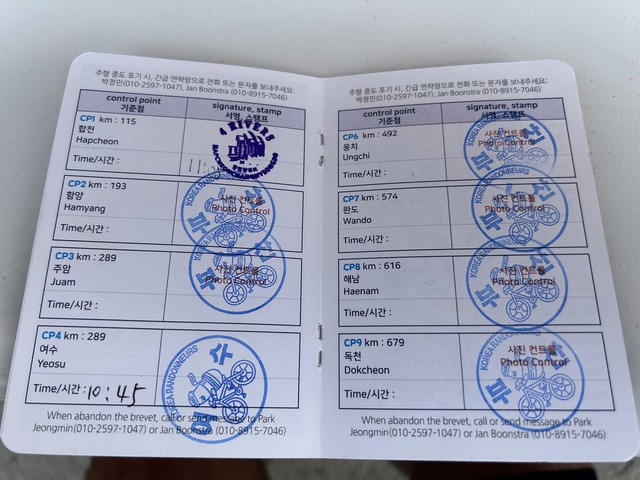 주행 중도 포기 시, 긴급 연락망으로 전화 또는 문자를 보내주세요:
박정민(010-2597-1047), Jan Boonstra (010-8915-7046)
control point
기준점
signature, stamp
서명, 스탬프
CP1 km : 115
합천
Hapcheon
Time/시간 :
4 RIVERS
CP2 km : 193
함양
Hamyang
Time/시간 :
사진 컨트롤
Photo Control
KOREA RANDONNEURS
CP3 km : 289
주암
Juam
Time/시간 :
사진 컨트롤
Photo Control
CP4 km : 289
여수
Yeosu
Time/시간 : 10:45
KOREA RANDONNEURS
여수
When abandon the brevet, call or send message to Park
Jeongmin(010-2597-1047) or Jan Boonstra (010-8915-7046)
주행 중도 포기 시, 긴급 연락망으로 전화 또는 문자를 보내주세요:
박정민(010-2597-1047), Jan Boonstra (010-8915-7046)
control point
기준점
signature, stamp
서명, 스탬프
CP6 km : 492
웅치
Ungchi
Time/시간 :
사진 컨트롤
Photo Control
CP7 km : 574
완도
Wando
Time/시간 :
사진 컨트롤
Photo Control
KOREA RANDONNEURS
CP8 km : 616
해남
Haenam
Time/시간 :
사진 컨트롤
Photo Control
KOREA RANDONNEURS
CP9 km : 679
독천
Dokcheon
Time/시간 :
사진 컨트롤
Photo Control
KOREA RANDONNEURS
When abandon the brevet, call or send message to Park
Jeongmin(010-2597-1047) or Jan Boonstra (010-8915-7046)